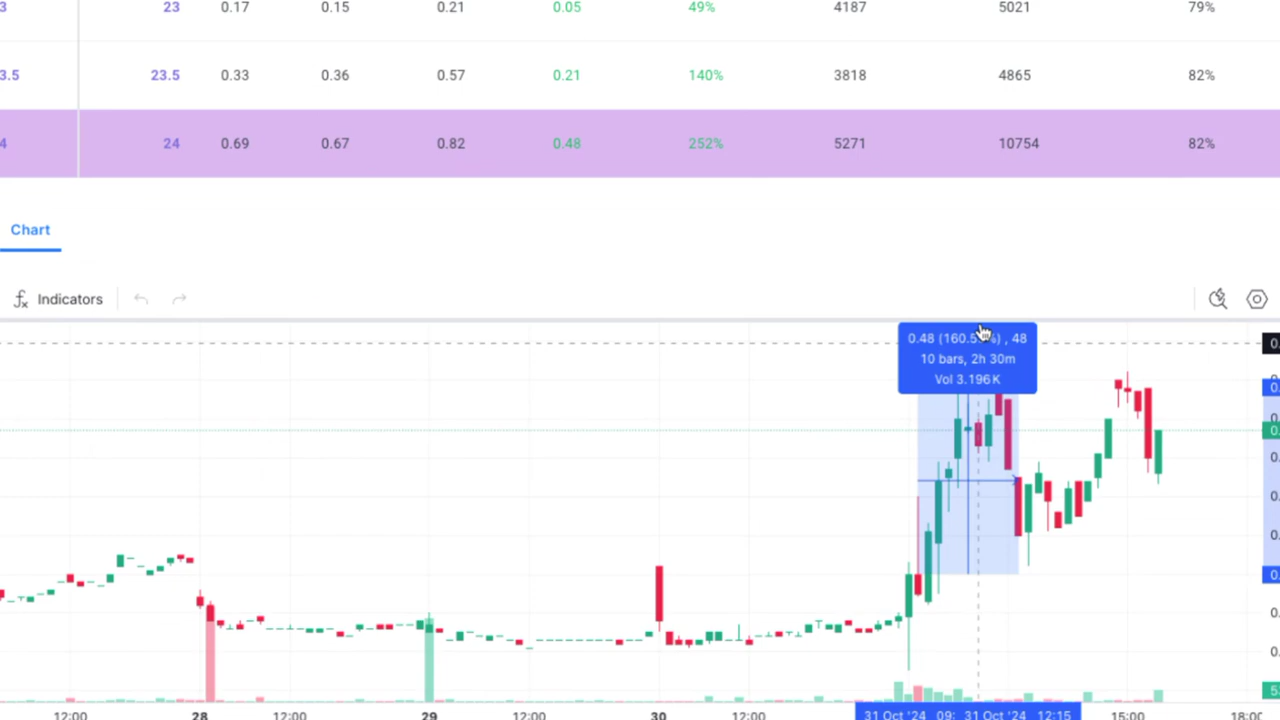 3 23 0.17 0.15 0.21 0.05 49% 4187 5021 79%
3.5 23.5 0.33 0.36 0.57 0.21 140% 3818 4865 82%
4 24 0.69 0.67 0.82 0.48 252% 5271 10754 82%
Chart
fx Indicators
0.48 , 48
10 bars, 2h 30m
Vol 3.196K
12:00 28 12:00 29 12:00 30 12:00 31 Oct '24 09: 31 Oct '24 12:15 15:00